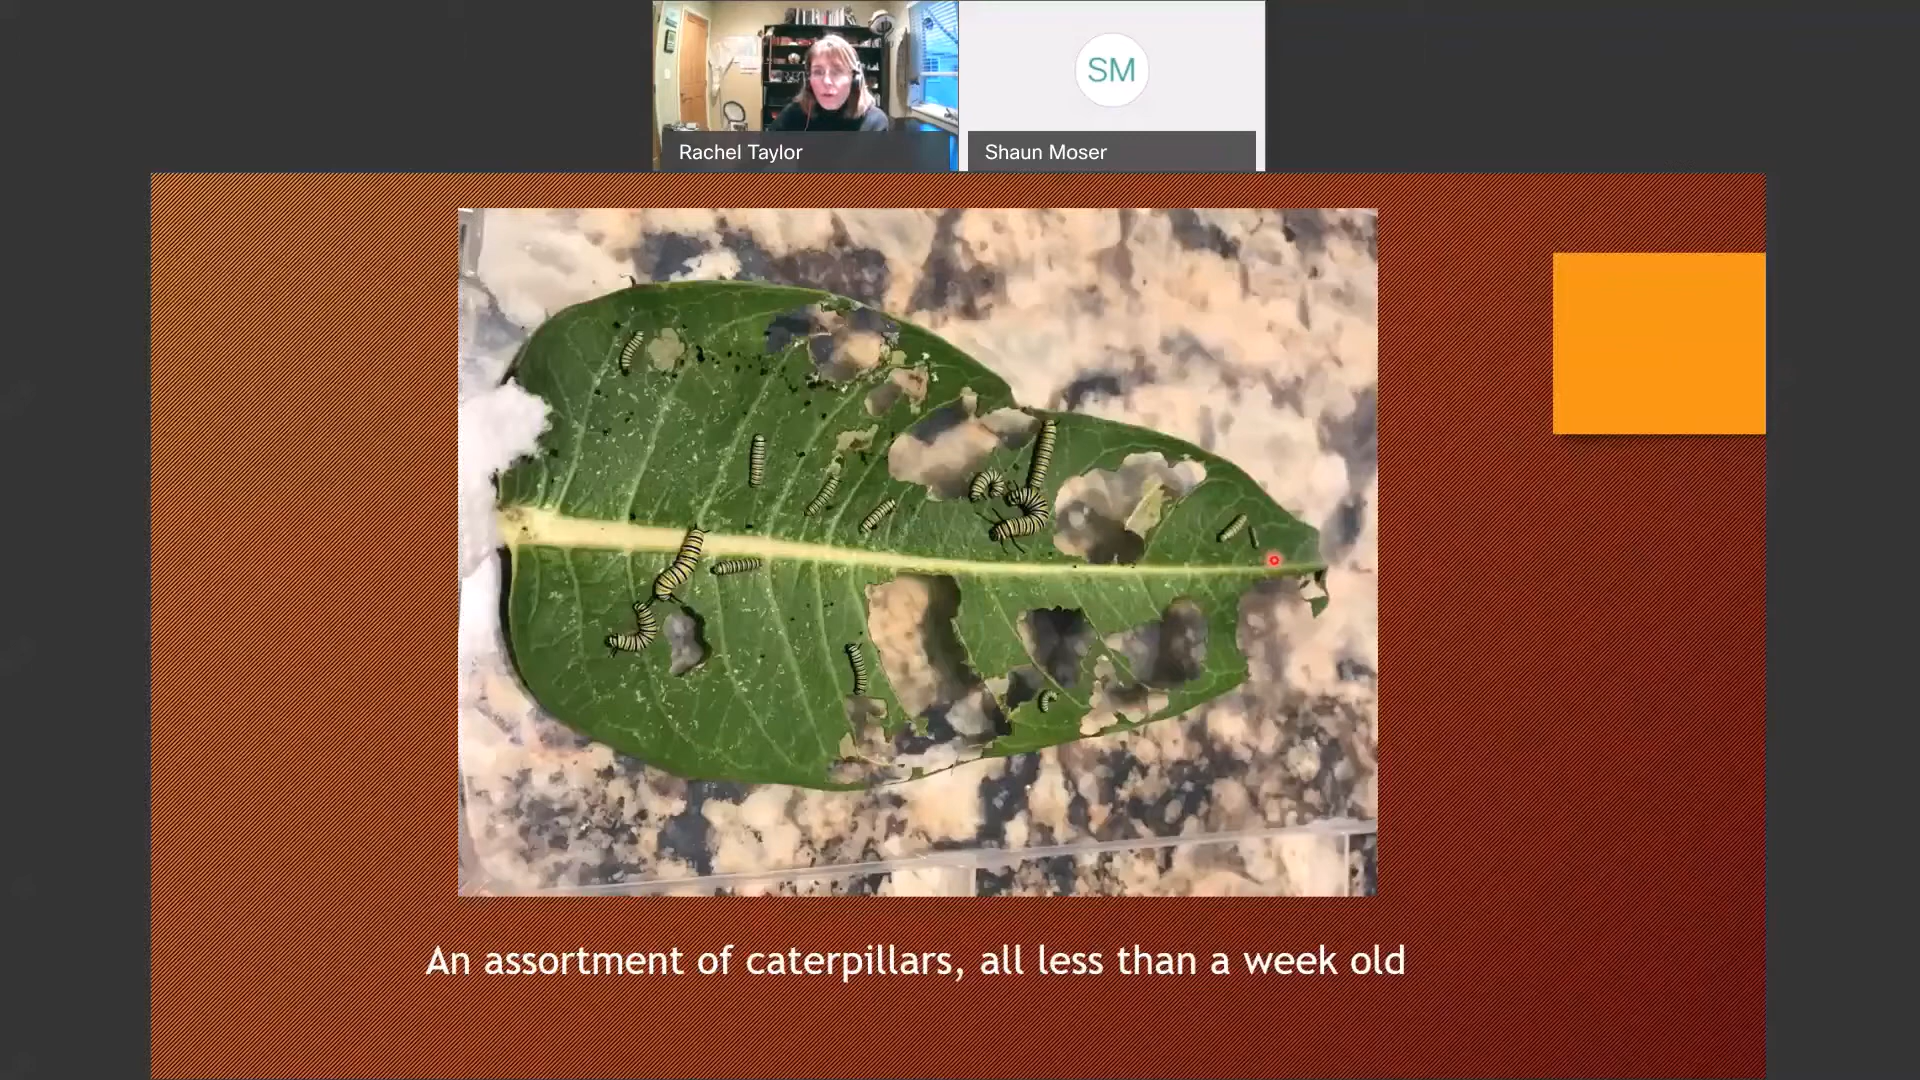 SM
Rachel Taylor
Shaun Moser
An assortment of caterpillars, all less than a week old